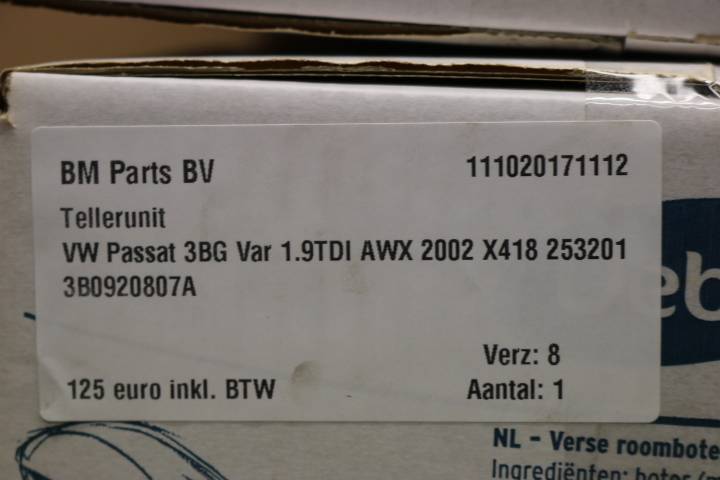 BM Parts BV 111020171112
Tellerunit
VW Passat 3BG Var 1.9TDI AWX 2002 X418 253201
3B0920807A
Verz: 8
125 euro inkl. BTW Aantal: 1
NL - Verse roombote
Ingrediënten: boter